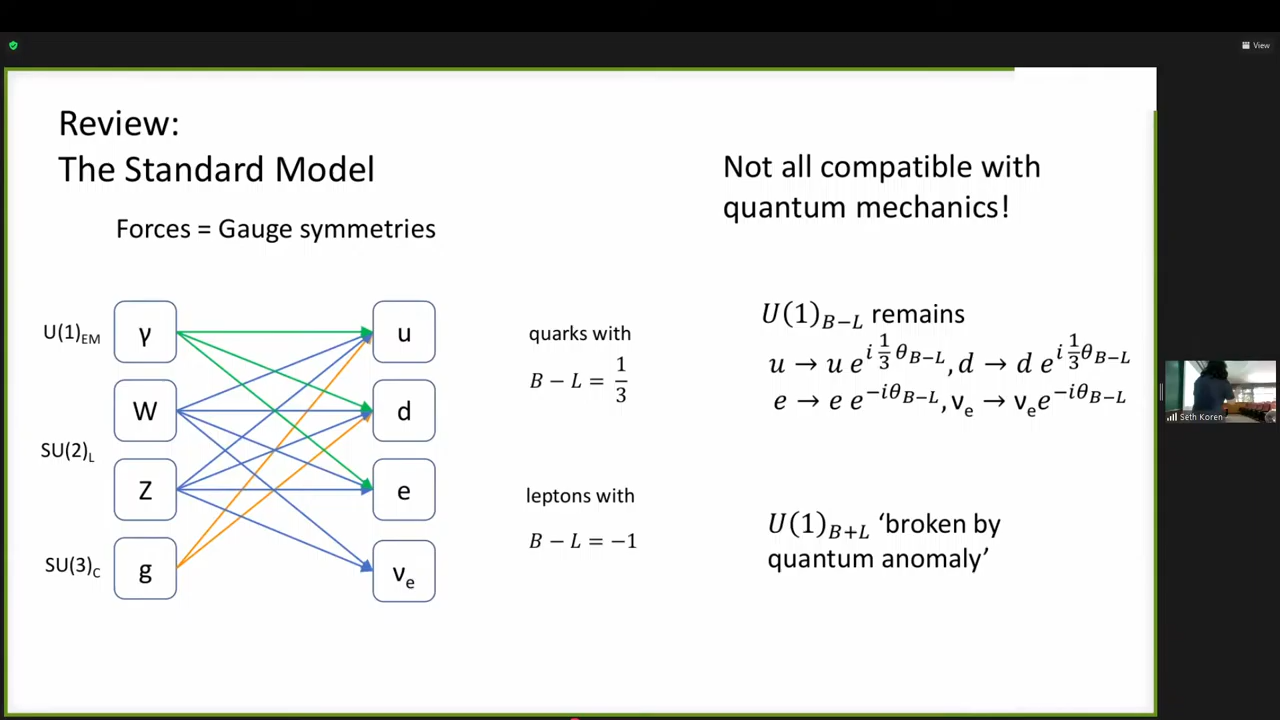 View
Review:
The Standard Model
Forces = Gauge symmetries
U(1)EM
γ
W
SU(2)L
Z
SU(3)C
g
u
d
e
νe
quarks with
B − L = 1/3
leptons with
B − L = −1
Not all compatible with
quantum mechanics!
U(1)B−L remains
u → u e^{i 1/3 θB−L}, d → d e^{i 1/3 θB−L}
e → e e^{−iθB−L}, νe → νe e^{−iθB−L}
U(1)B+L ‘broken by
quantum anomaly’
Seth Koren